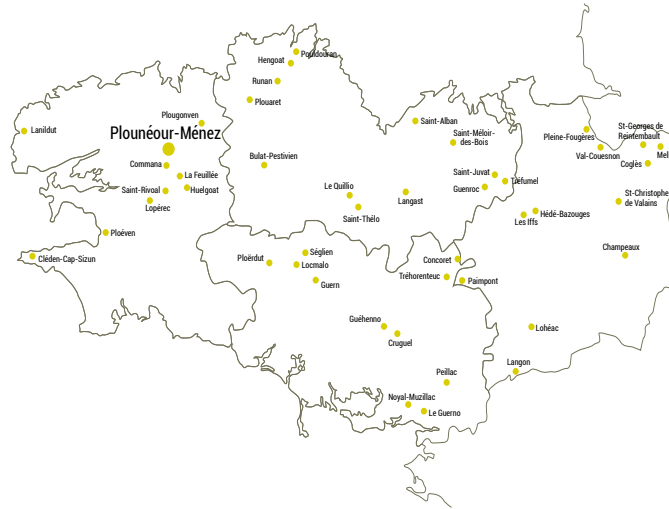 Pouldouran
Hengoat
Runan
Plouaret
Plougonven
Lanildut
Plounéour-Ménez
Saint-Alban
Saint-Méloir-
des-Bois
Pleine-Fougères
St-Georges de
Reintembault
Val-Couesnon
Mel
Coglès
Commana
La Feuillée
Bulat-Pestivien
Saint-Rivoal
Huelgoat
Lopérec
Saint-Juvat
Tréfumel
Guenroc
Le Quillio
Langast
Saint-Thélo
St-Christophe
de Valains
Les Iffs
Hédé-Bazouges
Ploéven
Cléden-Cap-Sizun
Ploërdut
Séglien
Locmalo
Guern
Concoret
Tréhorenteuc
Paimpont
Champeaux
Guéhenno
Cruguel
Lohéac
Peillac
Langon
Noyal-Muzillac
Le Guerno